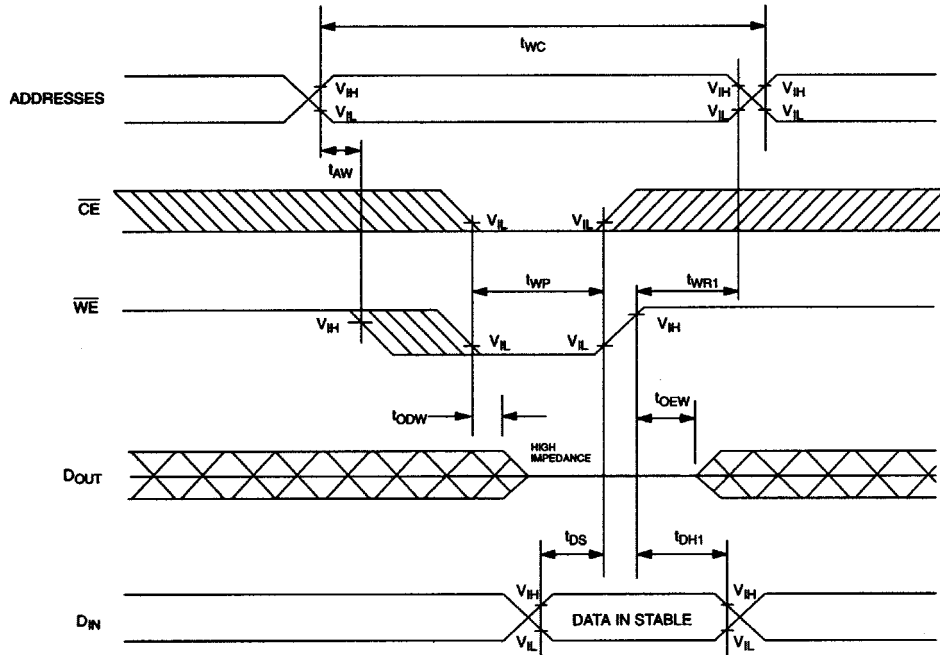 tWC
ADDRESSES
VIH
VIL
VIH
VIL
VIH
VIL
tAW
CE
VIL
VIL
tWP
tWR1
WE
VIH
VIL
VIL
VIH
tODW
tOEW
HIGH
IMPEDANCE
DOUT
tDS
tDH1
DIN
VIH
VIL
DATA IN STABLE
VIH
VIL